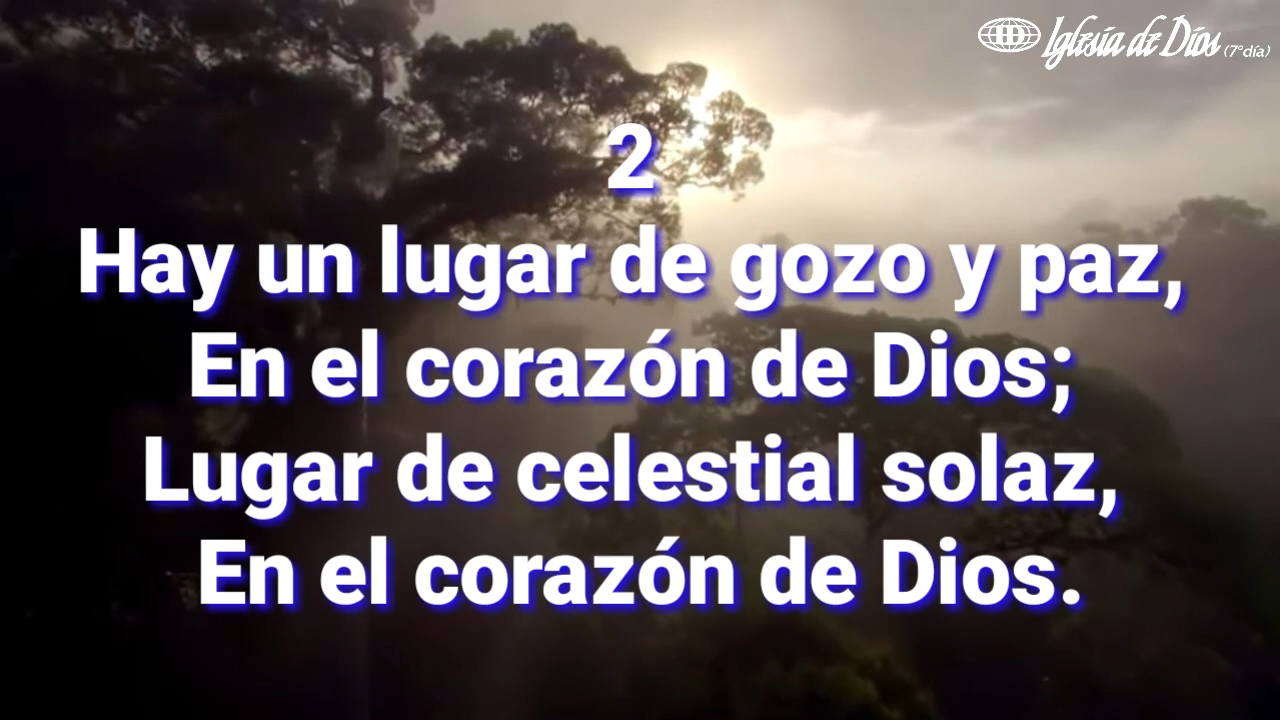 Iglesia de Dios (7°día)
2
Hay un lugar de gozo y paz,
En el corazón de Dios;
Lugar de celestial solaz,
En el corazón de Dios.